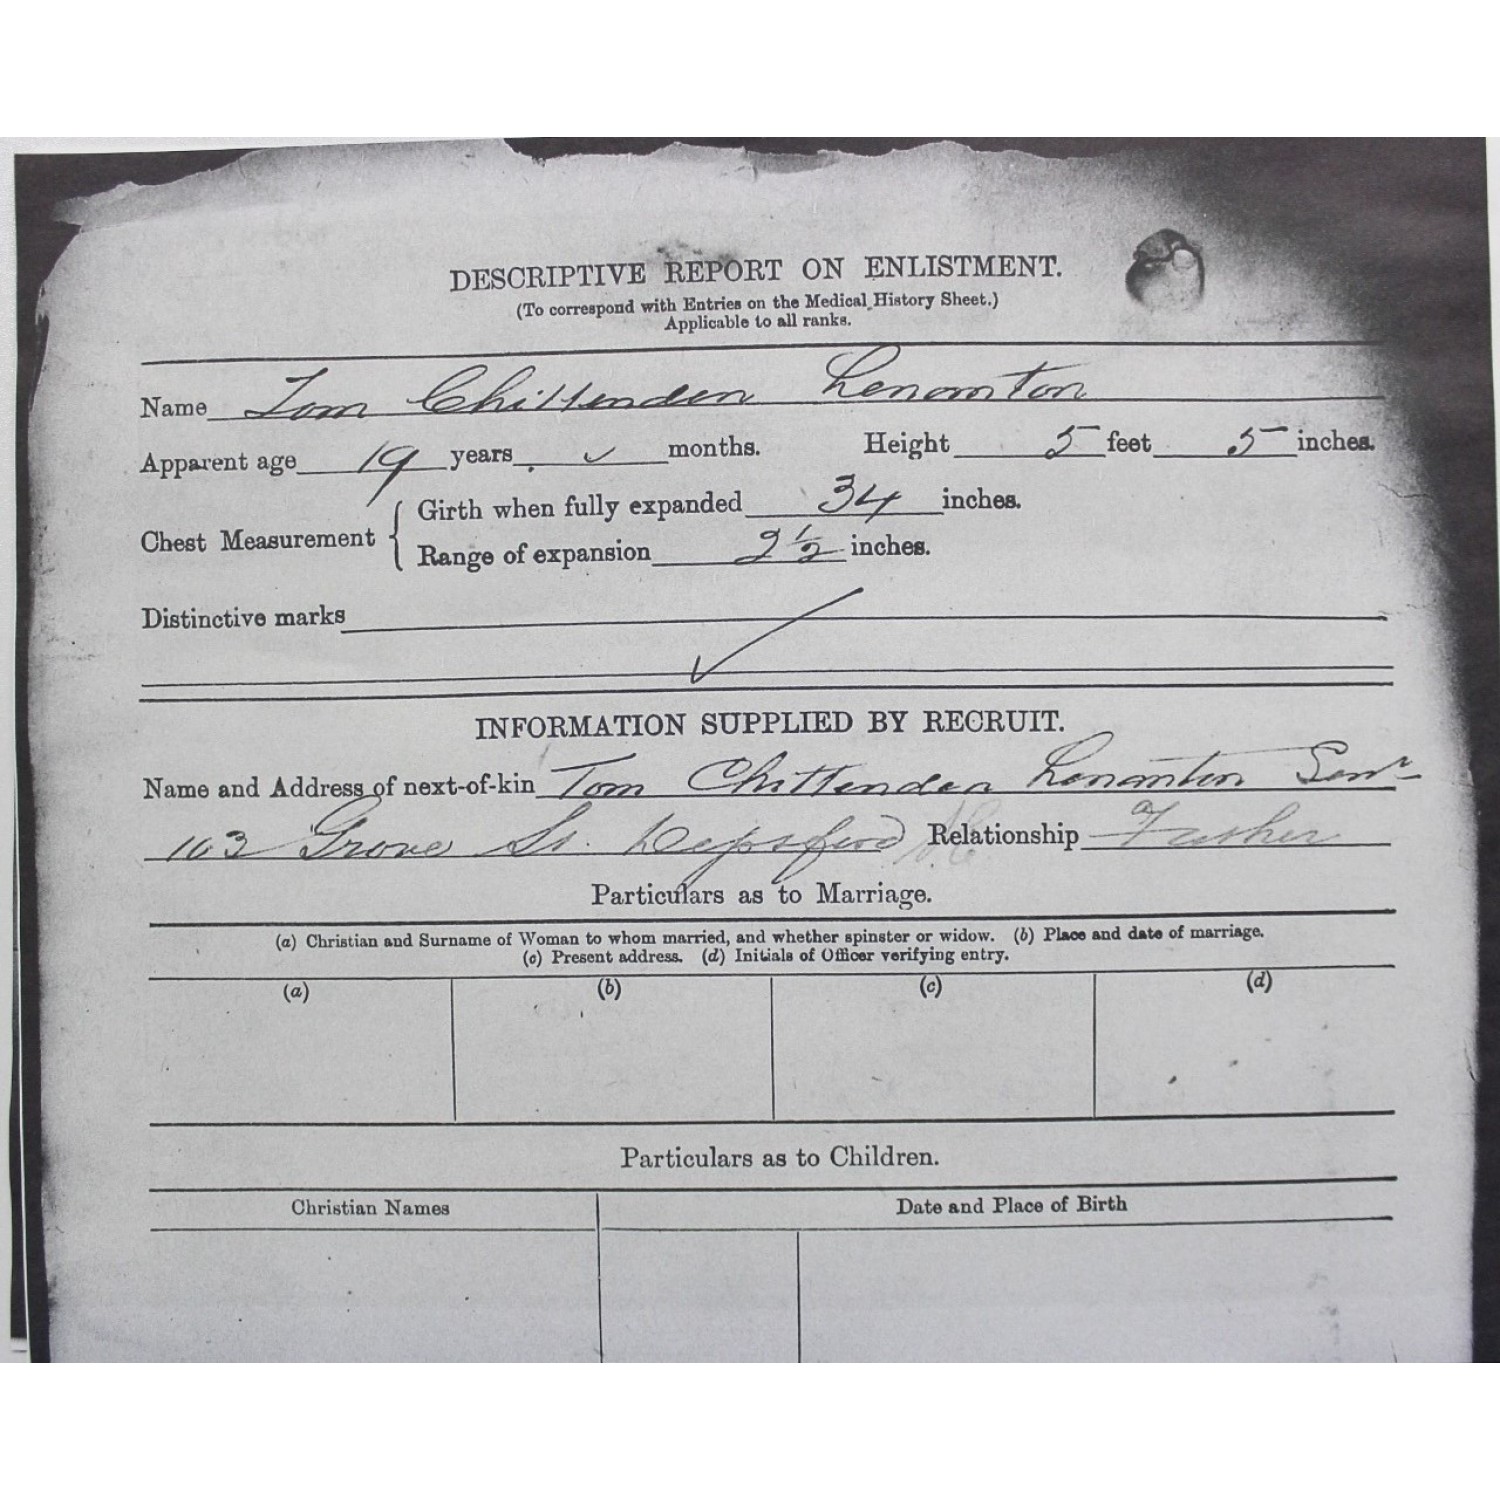 DESCRIPTIVE REPORT ON ENLISTMENT.
(To correspond with Entries on the Medical History Sheet.)
Applicable to all ranks.
Name Tom Chittenden
Apparent age 19 years ✓ months. Height 5 feet 5 inches.
Chest Measurement { Girth when fully expanded 34 inches.
Range of expansion 2½ inches.
Distinctive marks
✓
INFORMATION SUPPLIED BY RECRUIT.
Name and Address of next-of-kin Tom Chittenden Senr
103 Grove St. Deptford Relationship Father
Particulars as to Marriage.
(a) Christian and Surname of Woman to whom married, and whether spinster or widow. (b) Place and date of marriage.
(c) Present address. (d) Initials of Officer verifying entry.
(a) (b) (c) (d)
Particulars as to Children.
Christian Names Date and Place of Birth